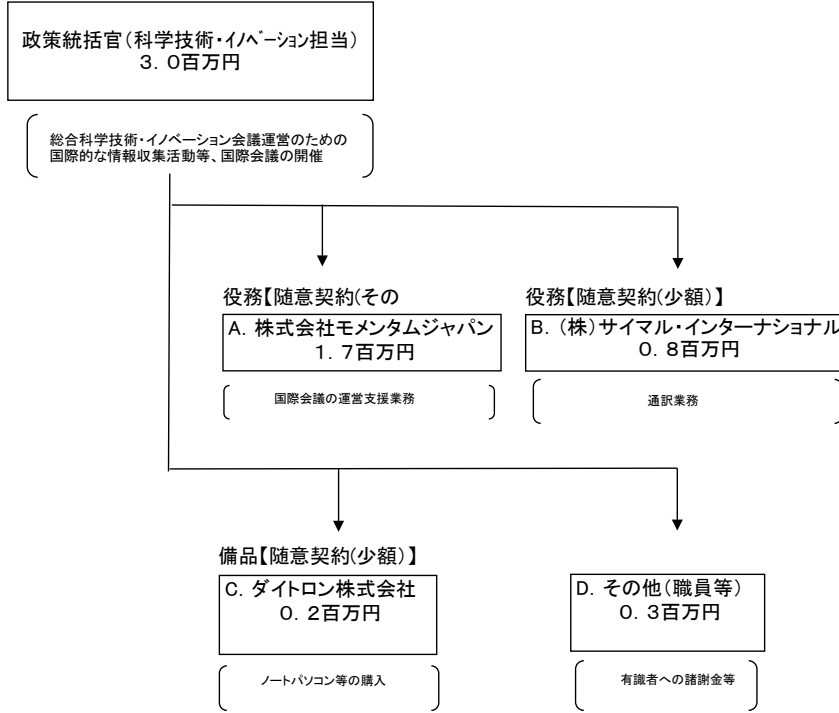 政策統括官（科学技術・イノベーション担当）
３．０百万円
総合科学技術・イノベーション会議運営のための
国際的な情報収集活動等、国際会議の開催
役務【随意契約（その
A．株式会社モメンタムジャパン
１．７百万円
国際会議の運営支援業務
役務【随意契約（少額）】
B．（株）サイマル・インターナショナル
０．８百万円
通訳業務
備品【随意契約（少額）】
C．ダイトロン株式会社
０．２百万円
ノートパソコン等の購入
D．その他（職員等）
０．３百万円
有識者への諸謝金等